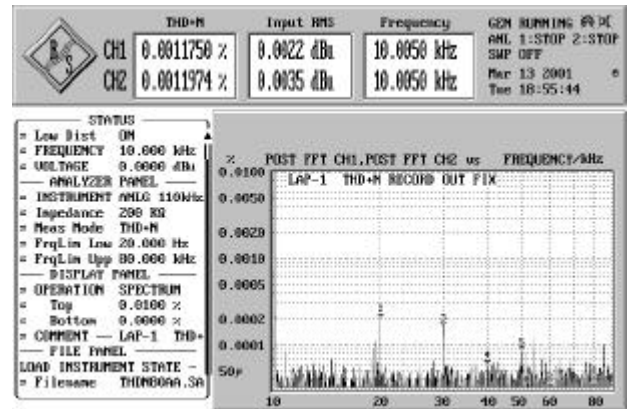 THD+N Input RMS Frequency
CH1 0.0011750 % 0.0022 dBu 10.0050 kHz
CH2 0.0011974 % 0.0035 dBu 10.0050 kHz
GEN RUNNING
ANL 1:STOP 2:STOP
SWP OFF
Mar 13 2001
Tue 18:55:44
R S
STATUS
= Low Dist ON
= FREQUENCY 10.000 kHz
= VOLTAGE 0.0000 dBu
ANALYZER PANEL
= INSTRUMENT ANLG 110kHz
= Impedance 200 KΩ
= Meas Mode THD+N
= FrqLim Low 20.000 Hz
= FrqLim Upp 80.000 kHz
DISPLAY PANEL
= OPERATION SPECTRUM
= Top 0.0100 %
= Bottom 0.0000 %
= COMMENT — LAP-1 THD+
FILE PANEL
LOAD INSTRUMENT STATE -
= Filename THDN80AA.SA
% POST FFT CH1,POST FFT CH2 vs FREQUENCY/kHz
LAP-1 THD+N RECORD OUT FIX
0.0100
0.0050
0.0020
0.0010
0.0005
0.0002
0.0001
50µ
10 20 30 40 50 60 80